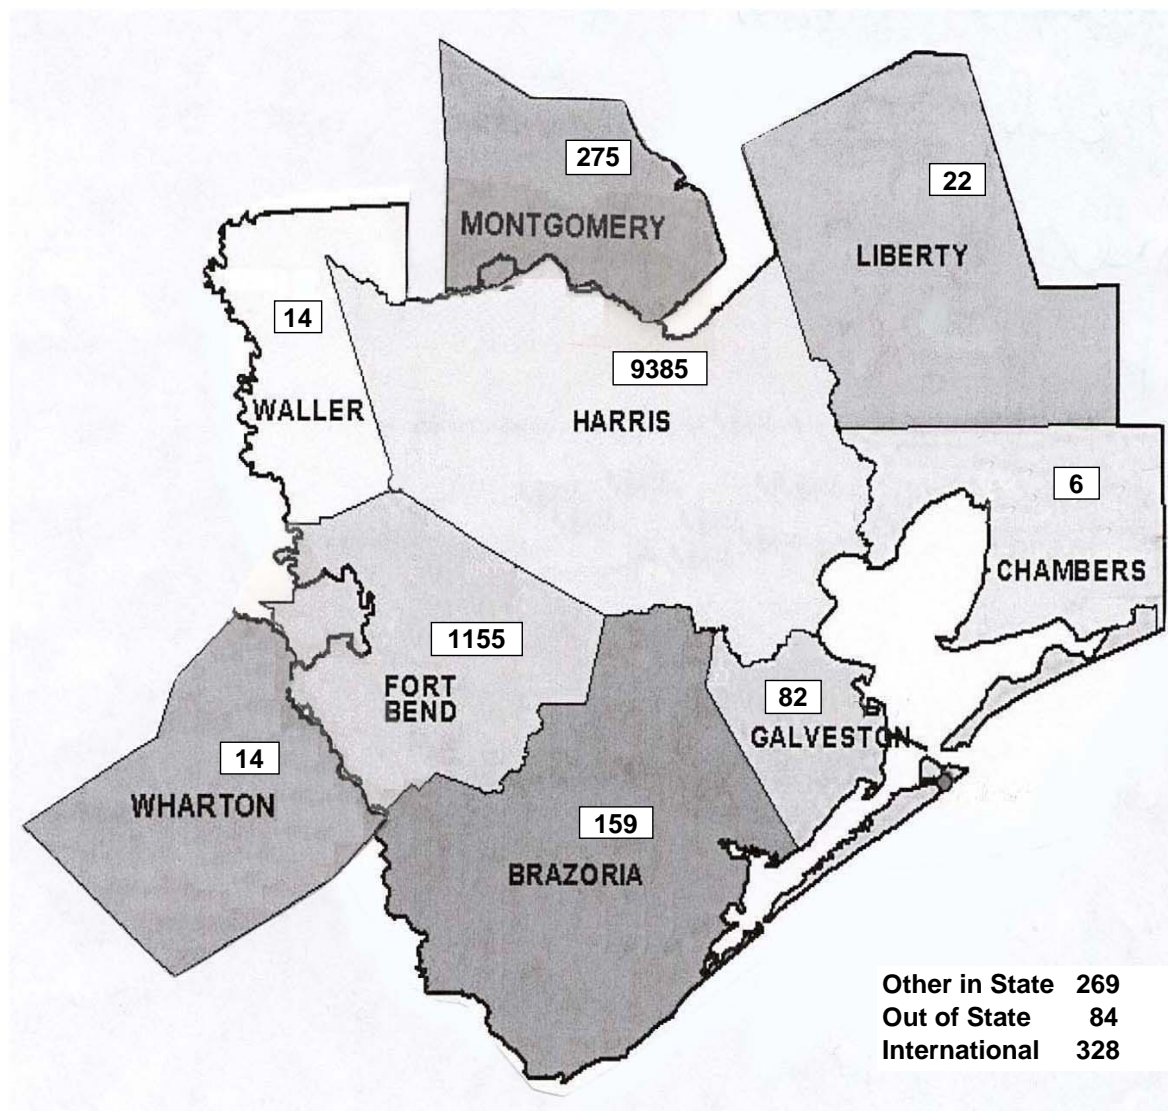 275
MONTGOMERY
22
LIBERTY
14
WALLER
9385
HARRIS
6
CHAMBERS
1155
FORT
BEND
82
GALVESTON
14
WHARTON
159
BRAZORIA
Other in State 269
Out of State 84
International 328